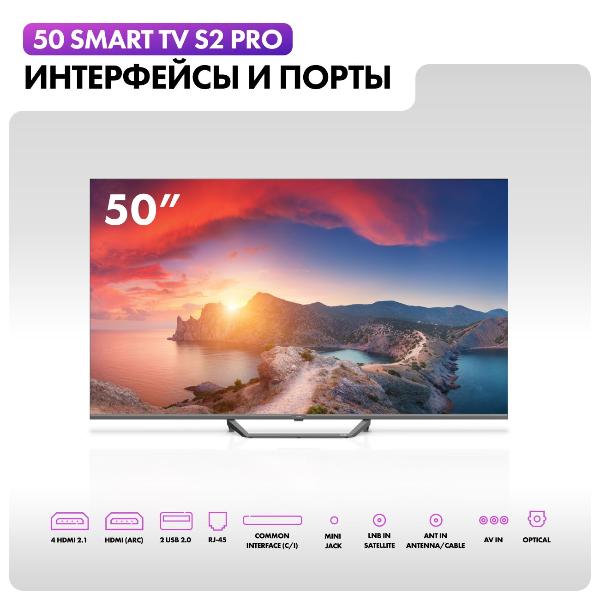 50 SMART TV S2 PRO
ИНТЕРФЕЙСЫ И ПОРТЫ
50”
4 HDMI 2.1
HDMI (ARC)
2 USB 2.0
RJ-45
COMMON
INTERFACE (C/I)
MINI
JACK
LNB IN
SATELLITE
ANT IN
ANTENNA/CABLE
AV IN
OPTICAL